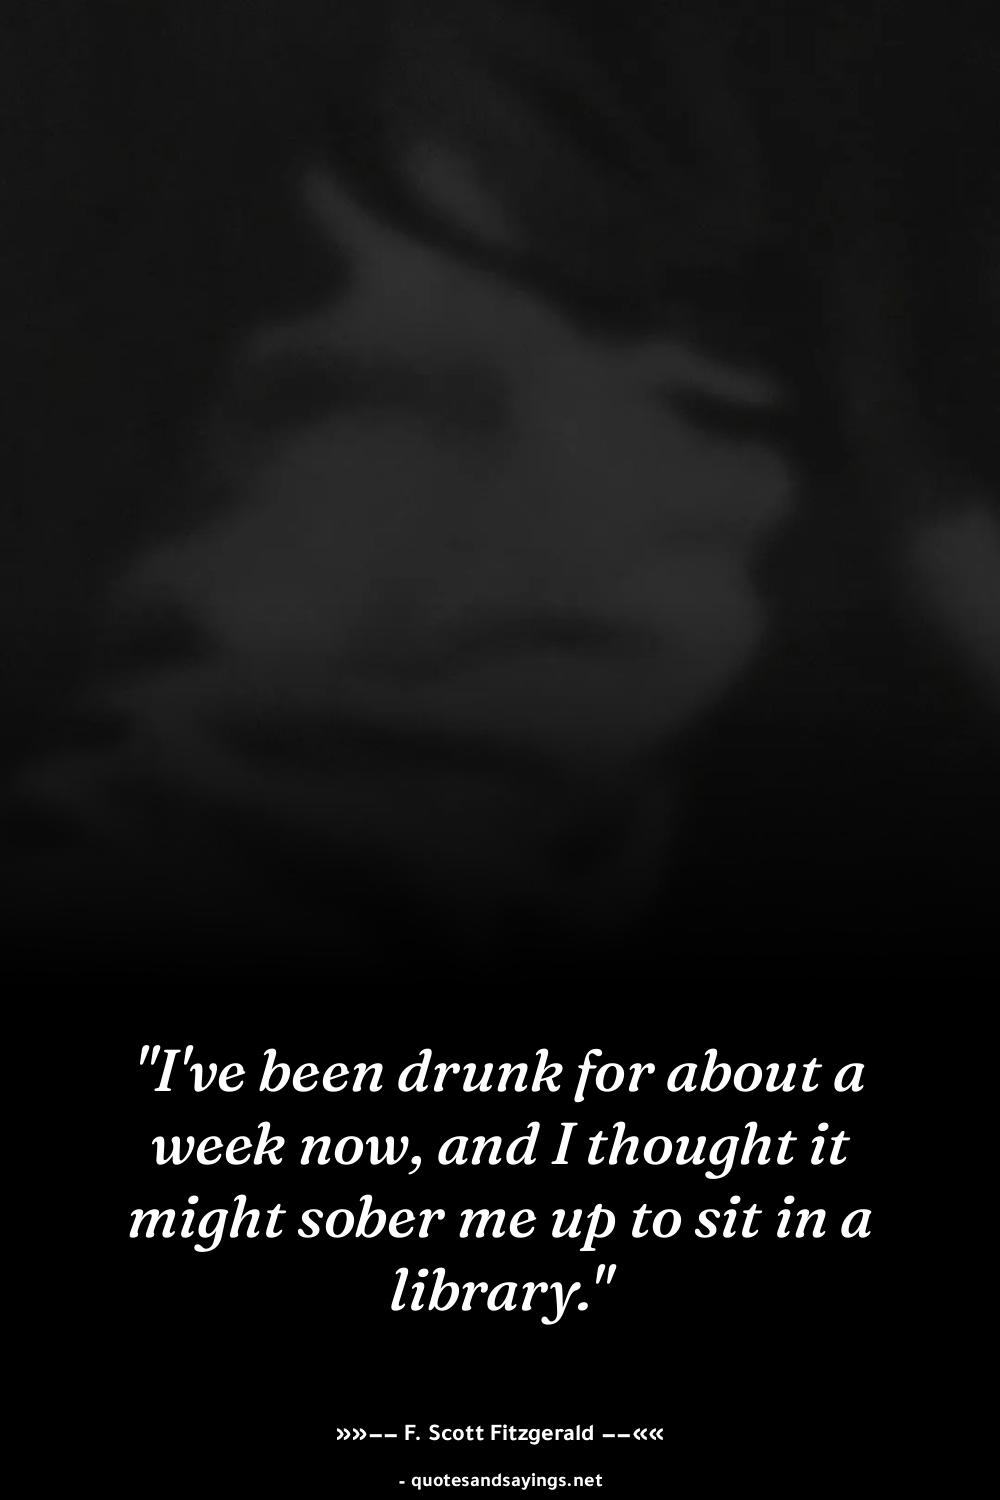 "I've been drunk for about a
week now, and I thought it
might sober me up to sit in a
library."
»»−− F. Scott Fitzgerald −−««
- quotesandsayings.net